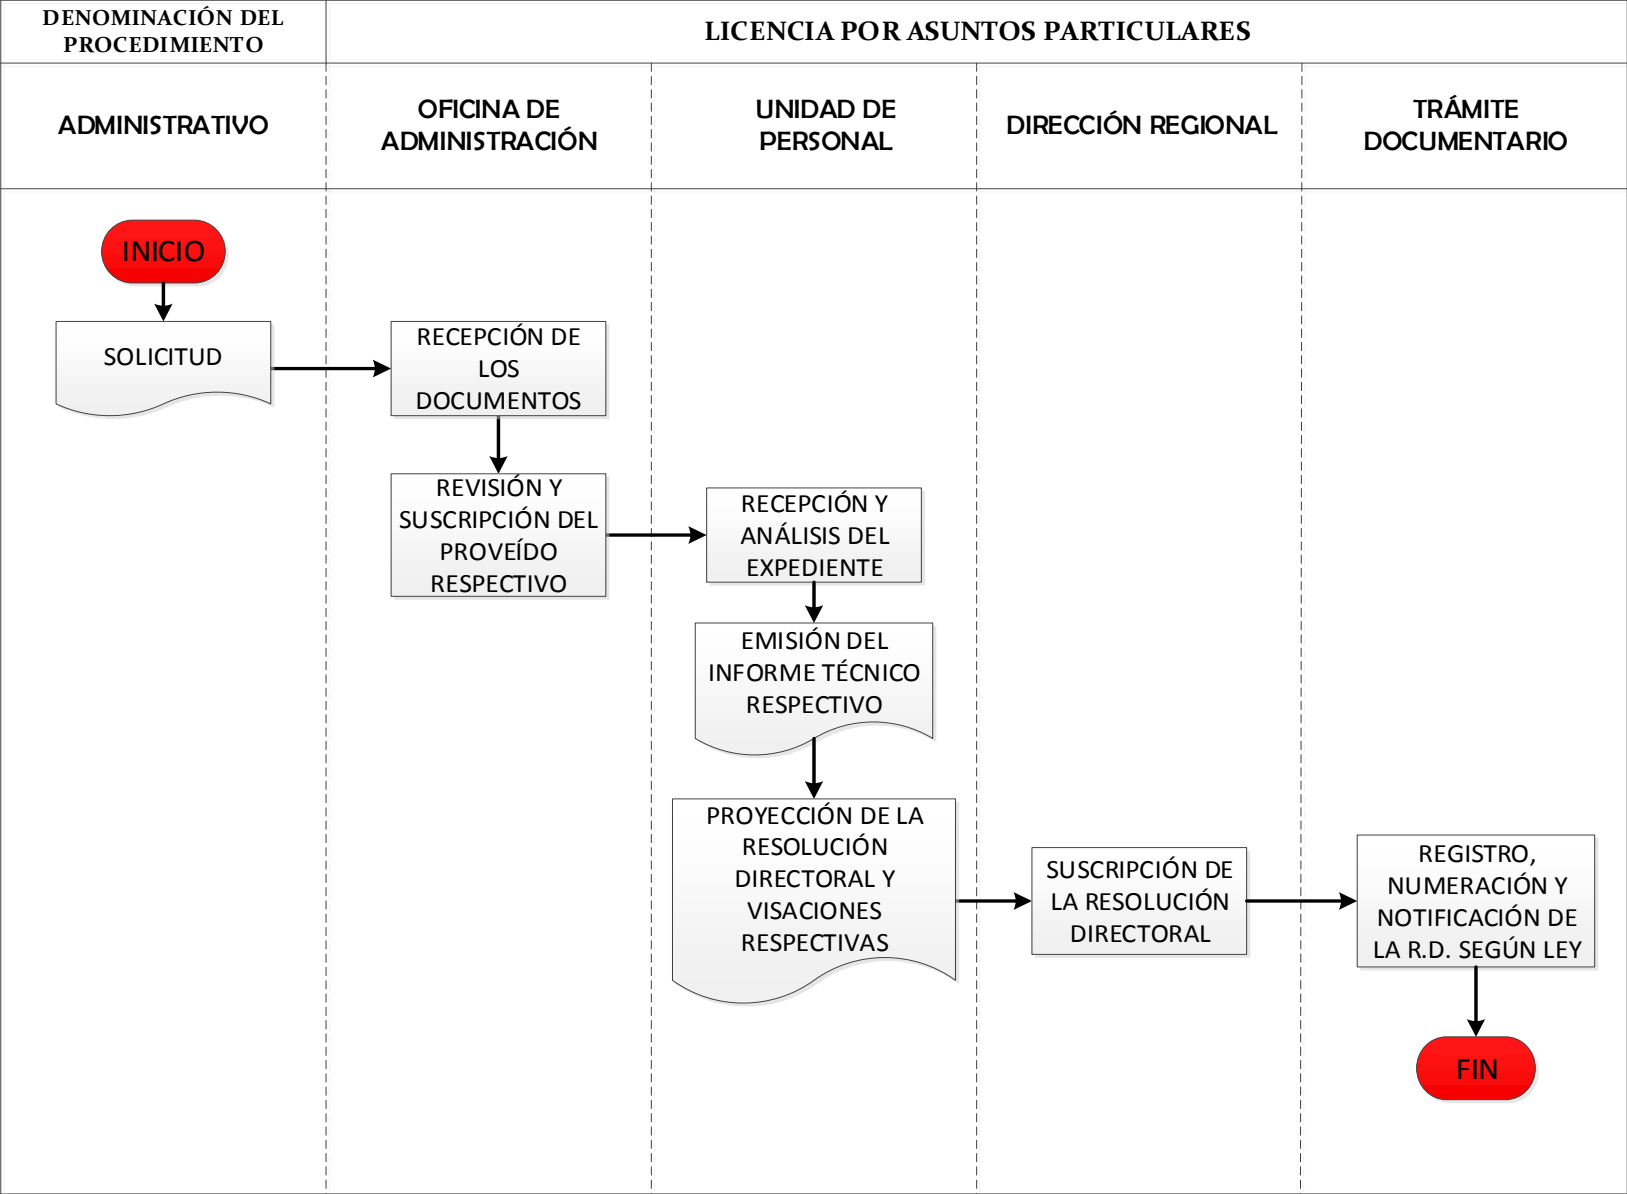 DENOMINACIÓN DEL
PROCEDIMIENTO
LICENCIA POR ASUNTOS PARTICULARES
ADMINISTRATIVO
OFICINA DE
ADMINISTRACIÓN
UNIDAD DE
PERSONAL
DIRECCIÓN REGIONAL
TRÁMITE
DOCUMENTARIO
INICIO
SOLICITUD
RECEPCIÓN DE
LOS
DOCUMENTOS
REVISIÓN Y
SUSCRIPCIÓN DEL
PROVEÍDO
RESPECTIVO
RECEPCIÓN Y
ANÁLISIS DEL
EXPEDIENTE
EMISIÓN DEL
INFORME TÉCNICO
RESPECTIVO
PROYECCIÓN DE LA
RESOLUCIÓN
DIRECTORAL Y
VISACIONES
RESPECTIVAS
SUSCRIPCIÓN DE
LA RESOLUCIÓN
DIRECTORAL
REGISTRO,
NUMERACIÓN Y
NOTIFICACIÓN DE
LA R.D. SEGÚN LEY
FIN